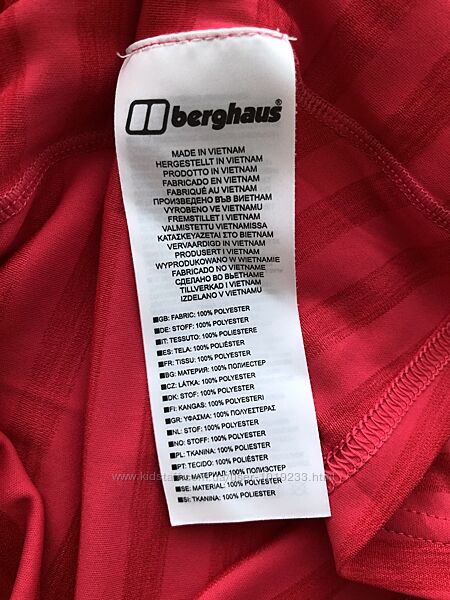 berghaus®
MADE IN VIETNAM
HERGESTELLT IN VIETNAM
PRODOTTO IN VIETNAM
FABRICADO EN VIETNAM
FABRIQUÉ AU VIETNAM
ПРОИЗВЕДЕНО ВЪВ ВИЕТНАМ
VYROBENO VE VIETNAMU
FREMSTILLET I VIETNAM
VALMISTETTU VIETNAMISSA
ΚΑΤΑΣΚΕΥΑΖΕΤΑΙ ΣΤΟ ΒΙΕΤΝΑΜ
VERVAARDIGD IN VIETNAM
PRODUSERT I VIETNAM
WYPRODUKOWANO W WIETNAMIE
FABRICADO NO VIETNAM
СДЕЛАНО ВО ВЬЕТНАМЕ
TILLVERKAD I VIETNAM
IZDELANO V VIETNAMU
GB: FABRIC: 100% POLYESTER
DE: STOFF: 100% POLYESTER
IT: TESSUTO: 100% POLIESTERE
ES: TELA: 100% POLIÉSTER
FR: TISSU: 100% POLYESTER
BG: МАТЕРИЯ: 100% ПОЛИЕСТЕР
CZ: LÁTKA: 100% POLYESTER
DK: STOF: 100% POLYESTER
FI: KANGAS: 100% POLYESTERI
GR: ΥΦΑΣΜΑ: 100% ΠΟΛΥΕΣΤΕΡΑΣ
NL: STOF: 100% POLYESTER
NO: STOFF: 100% POLYESTER
PL: TKANINA: 100% POLIESTER
PT: TECIDO: 100% POLIÉSTER
RU: МАТЕРИАЛ: 100% ПОЛИЭСТЕР
SE: MATERIAL: 100% POLYESTER
SI: TKANINA: 100% POLIESTER